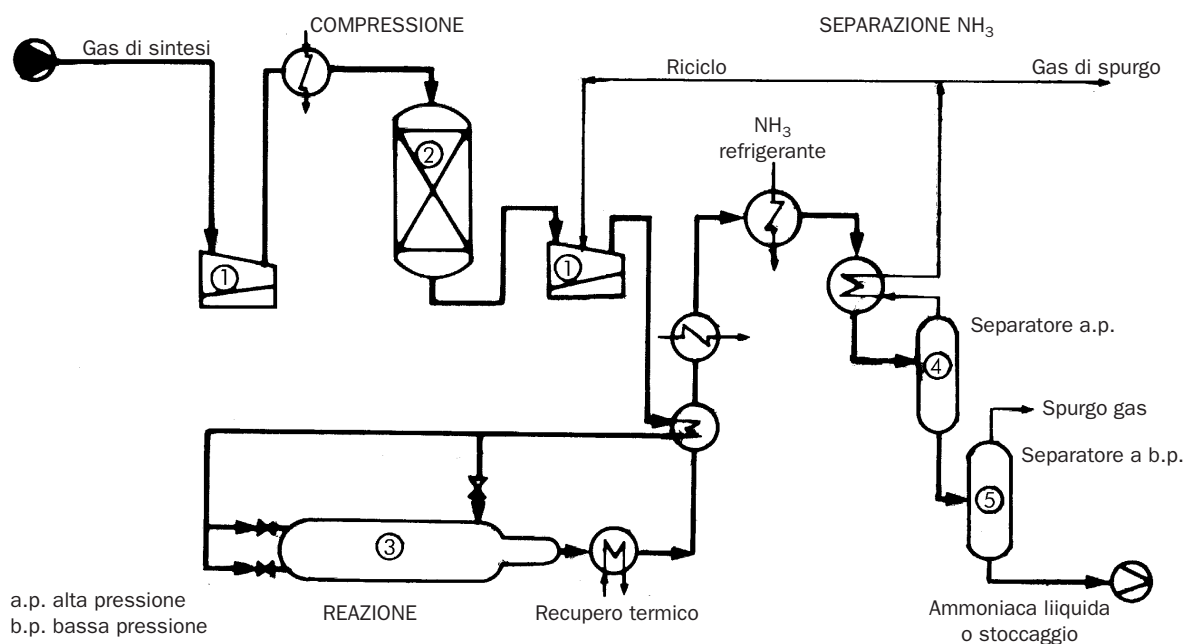 COMPRESSIONE
SEPARAZIONE NH₃
Gas di sintesi
Riciclo
Gas di spurgo
NH₃
refrigerante
②
①
①
Separatore a.p.
④
Spurgo gas
Separatore a b.p.
⑤
③
a.p. alta pressione
b.p. bassa pressione
REAZIONE
Recupero termico
Ammoniaca liiquida
o stoccaggio